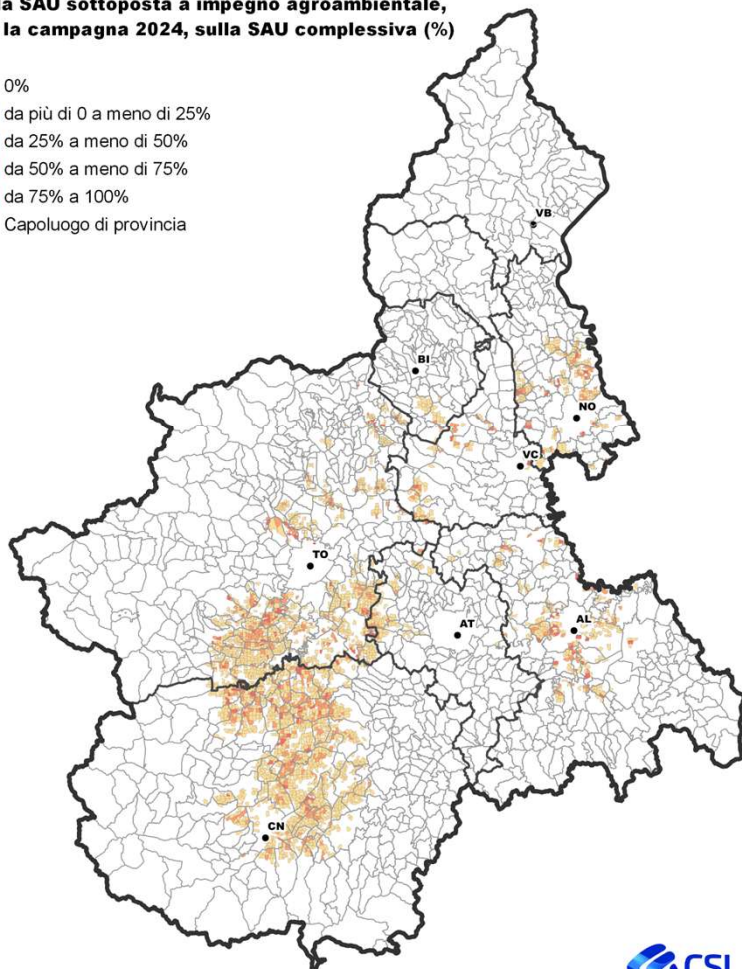 la SAU sottoposta a impegno agroambientale,
la campagna 2024, sulla SAU complessiva (%)
0%
da più di 0 a meno di 25%
da 25% a meno di 50%
da 50% a meno di 75%
da 75% a 100%
Capoluogo di provincia
VB
BI
NO
VC
TO
AT
AL
CN
CSI